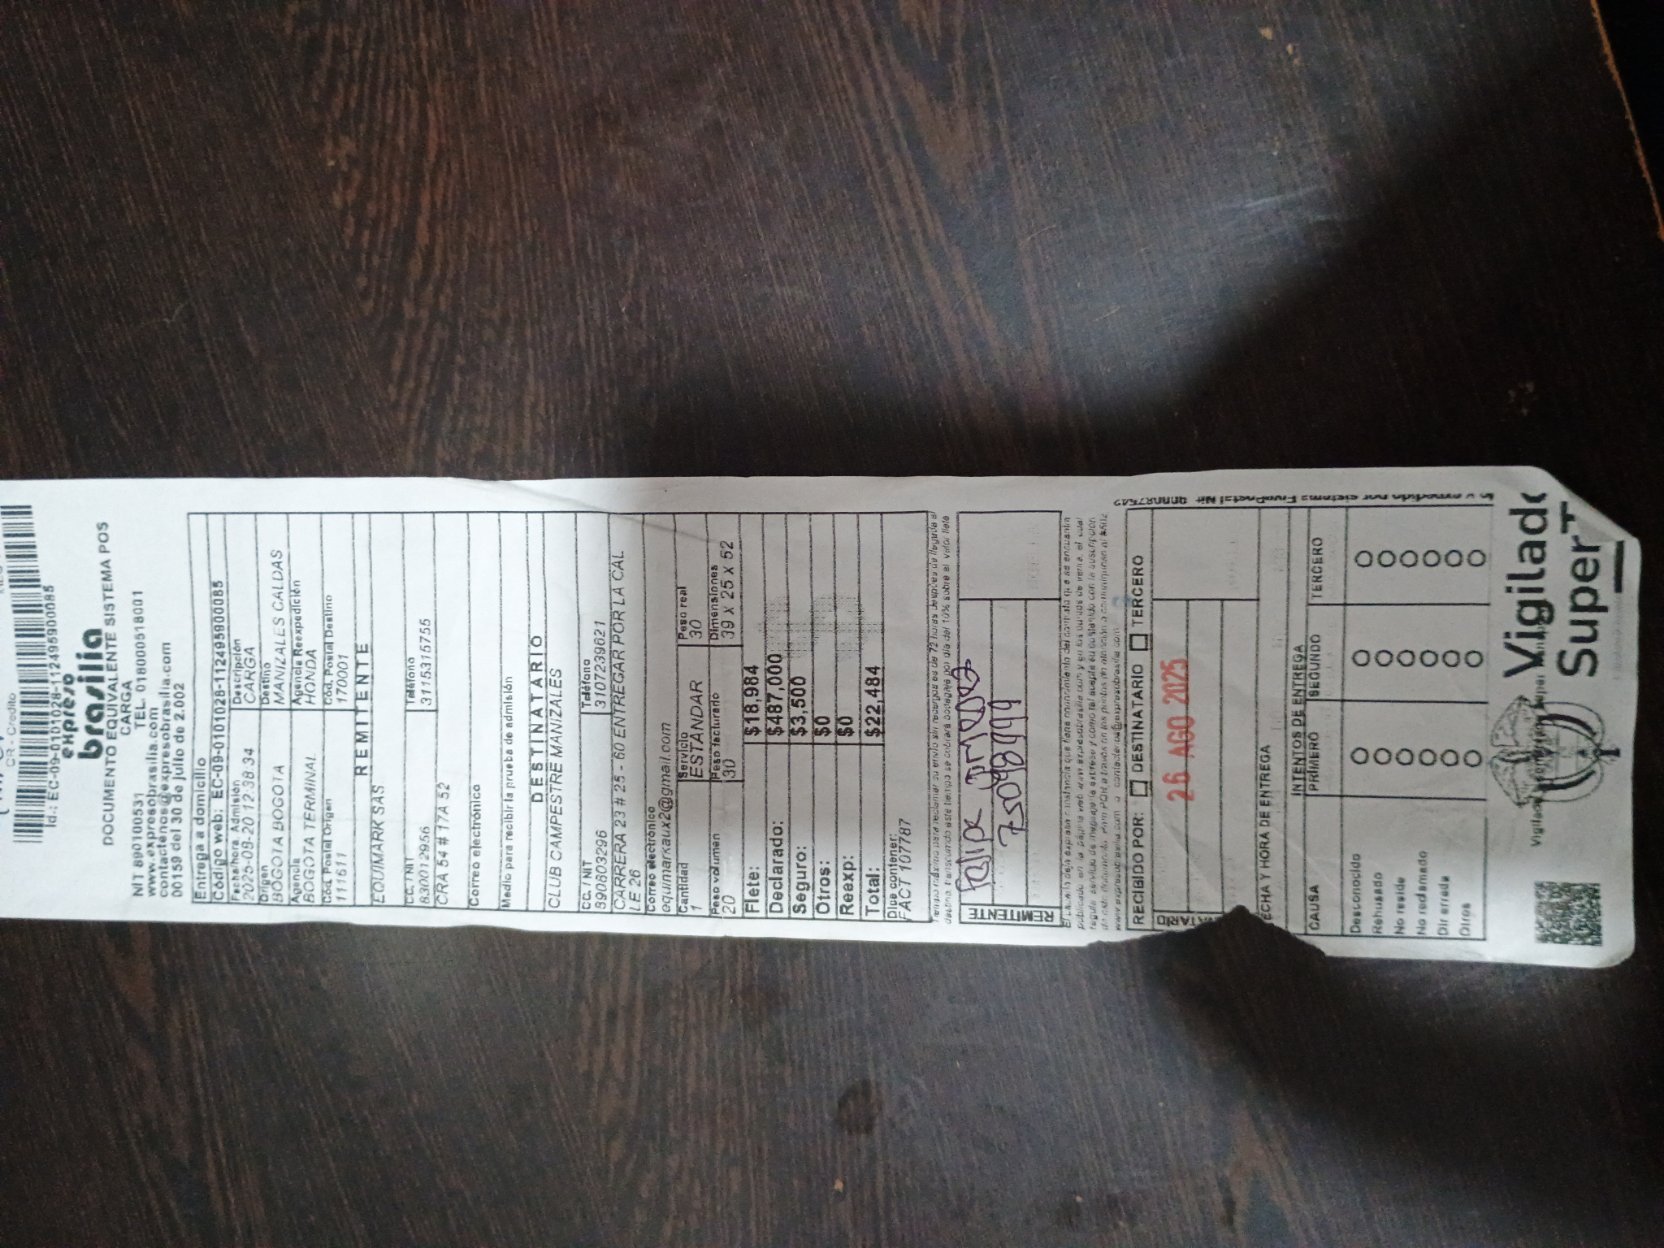 CR - Credito
Id.: EC-09-0101028-112495900085
expreso
brasilia
DOCUMENTO EQUIVALENTE SISTEMA POS
CARGA
NIT 890100531 TEL. 018000518001
www.expresobrasilia.com
contactenos@expresobrasilia.com
00159 del 30 de julio de 2.002
Entrega a domicilio
Código web: EC-09-0101028-112495900085
Fecha/hora Admisión Descripción
2025-08-20 12:38:34 CARGA
Origen Destino
BOGOTA BOGOTA MANIZALES CALDAS
Agencia Agencia Reexpedición
BOGOTA TERMINAL HONDA
Cód. Postal Origen Cód. Postal Destino
111611 170001
REMITENTE
EQUIMARK SAS
CC. / NIT Teléfono
830012956 3115315755
CRA 54 # 17A 52
Correo electrónico
Medio para recibir la prueba de admisión
DESTINATARIO
CLUB CAMPESTRE MANIZALES
CC. / NIT Teléfono
890803296 3107239621
CARRERA 23 # 25 - 60 ENTREGAR POR LA CAL
LE 26
Correo electrónico
equimarkaux2@gmail.com
Cantidad Servicio Peso real
1 ESTANDAR 30
Peso volumen Peso facturado Dimensiones
20 30 39 x 25 x 52
Flete: $18,984
Declarado: $487,000
Seguro: $3,500
Otros: $0
Reexp: $0
Total: $22,484
Dice contener:
FACT 107787
REMITENTE
REMITENTE
Felipe
75098999
RECIBIDO POR: DESTINATARIO TERCERO
26 AGO 2025
ECHA Y HORA DE ENTREGA
INTENTOS DE ENTREGA
CAUSA PRIMERO SEGUNDO TERCERO
Desconocido
Rehusado
No reside
No reclamado
Dir errada
Otros
Vigilado
SuperT